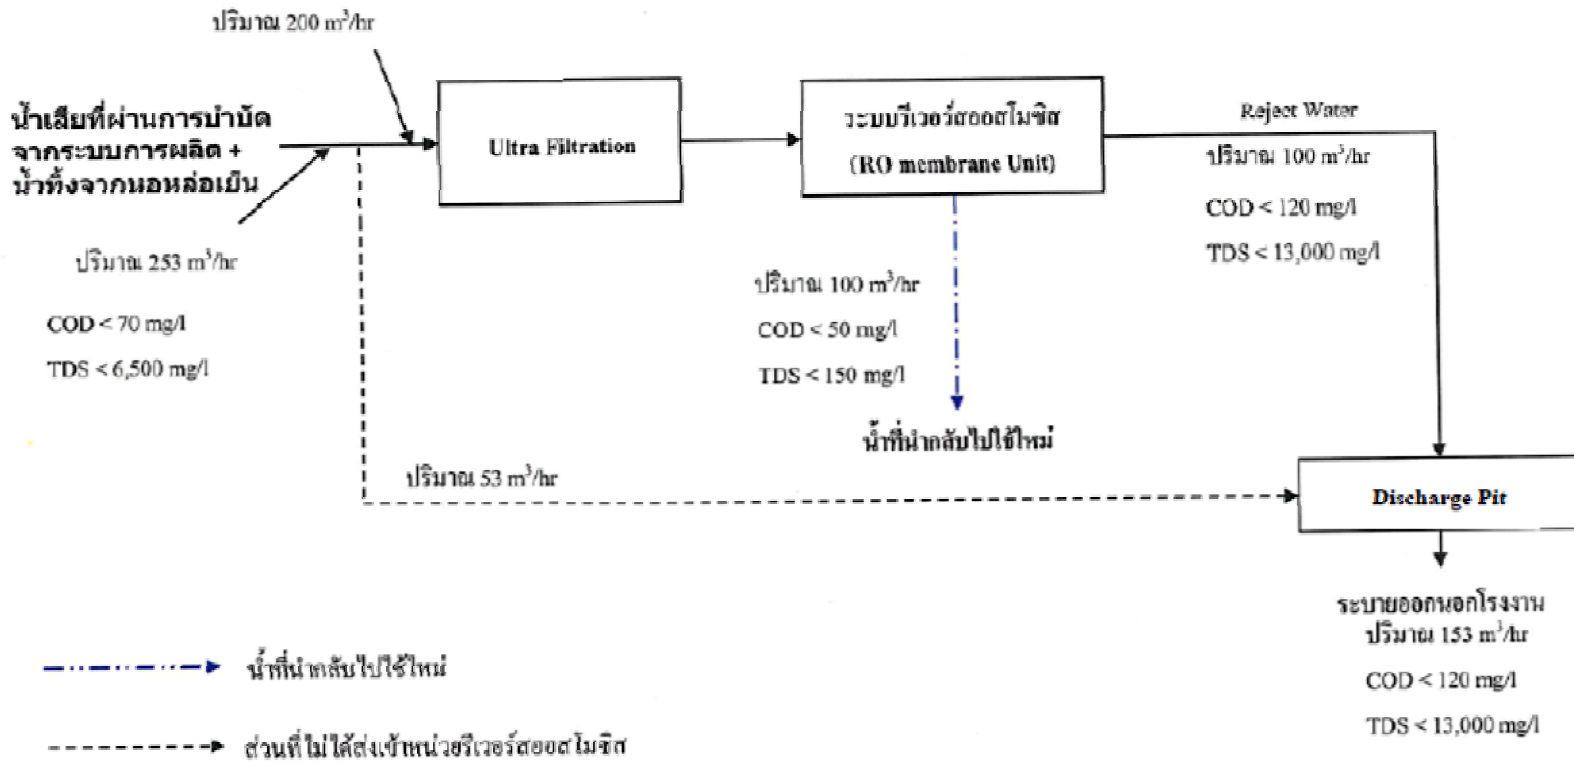 ปริมาณ 200 m³/hr
น้ำเสียที่ผ่านการบำบัด
จากระบบการผลิต +
น้ำทิ้งจากหอหล่อเย็น
ปริมาณ 253 m³/hr
COD < 70 mg/l
TDS < 6,500 mg/l
Ultra Filtration
ระบบรีเวอร์สออสโมซิส
(RO membrane Unit)
Reject Water
ปริมาณ 100 m³/hr
COD < 120 mg/l
TDS < 13,000 mg/l
ปริมาณ 100 m³/hr
COD < 50 mg/l
TDS < 150 mg/l
น้ำที่นำกลับไปใช้ใหม่
ปริมาณ 53 m³/hr
Discharge Pit
ระบายออกนอกโรงงาน
ปริมาณ 153 m³/hr
COD < 120 mg/l
TDS < 13,000 mg/l
น้ำที่นำกลับไปใช้ใหม่
ส่วนที่ไม่ได้ส่งเข้าหน่วยรีเวอร์สออสโมซิส